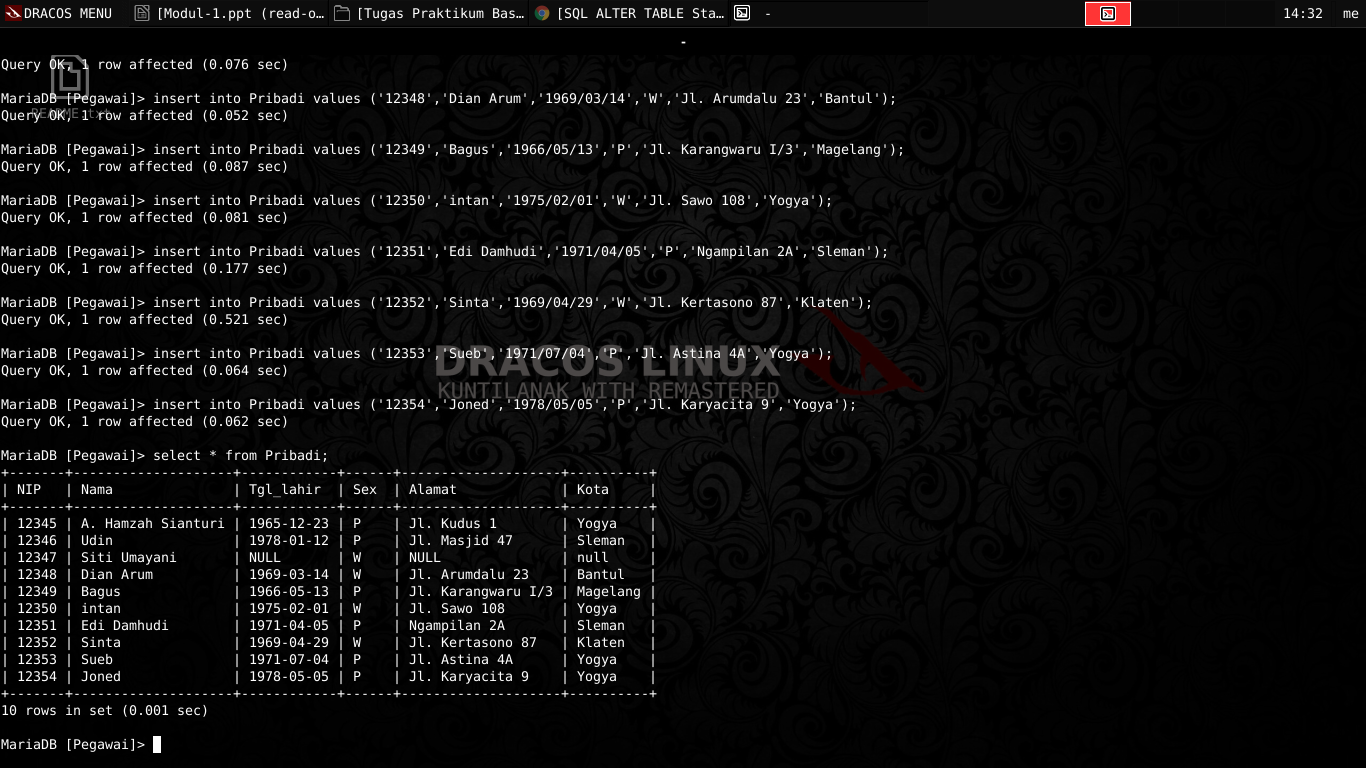 DRACOS MENU [Modul-1.ppt (read-o... [Tugas Praktikum Bas... [SQL ALTER TABLE Sta... - 14:32 me
-
Query OK, 1 row affected (0.076 sec)
MariaDB [Pegawai]> insert into Pribadi values ('12348','Dian Arum','1969/03/14','W','Jl. Arumdalu 23','Bantul');
README.txt
Query OK, 1 row affected (0.052 sec)
MariaDB [Pegawai]> insert into Pribadi values ('12349','Bagus','1966/05/13','P','Jl. Karangwaru I/3','Magelang');
Query OK, 1 row affected (0.087 sec)
MariaDB [Pegawai]> insert into Pribadi values ('12350','intan','1975/02/01','W','Jl. Sawo 108','Yogya');
Query OK, 1 row affected (0.081 sec)
MariaDB [Pegawai]> insert into Pribadi values ('12351','Edi Damhudi','1971/04/05','P','Ngampilan 2A','Sleman');
Query OK, 1 row affected (0.177 sec)
MariaDB [Pegawai]> insert into Pribadi values ('12352','Sinta','1969/04/29','W','Jl. Kertasono 87','Klaten');
Query OK, 1 row affected (0.521 sec)
MariaDB [Pegawai]> insert into Pribadi values ('12353','Sueb','1971/07/04','P','Jl. Astina 4A','Yogya');
DRACOS LINUX
Query OK, 1 row affected (0.064 sec)
KUNTILANAK WITH REMASTERED
MariaDB [Pegawai]> insert into Pribadi values ('12354','Joned','1978/05/05','P','Jl. Karyacita 9','Yogya');
Query OK, 1 row affected (0.062 sec)
MariaDB [Pegawai]> select * from Pribadi;
+-------+--------------------+------------+------+--------------------+----------+
| NIP   | Nama               | Tgl_lahir  | Sex  | Alamat             | Kota     |
+-------+--------------------+------------+------+--------------------+----------+
| 12345 | A. Hamzah Sianturi | 1965-12-23 | P    | Jl. Kudus 1        | Yogya    |
| 12346 | Udin               | 1978-01-12 | P    | Jl. Masjid 47      | Sleman   |
| 12347 | Siti Umayani       | NULL       | W    | NULL               | null     |
| 12348 | Dian Arum          | 1969-03-14 | W    | Jl. Arumdalu 23    | Bantul   |
| 12349 | Bagus              | 1966-05-13 | P    | Jl. Karangwaru I/3 | Magelang |
| 12350 | intan              | 1975-02-01 | W    | Jl. Sawo 108       | Yogya    |
| 12351 | Edi Damhudi        | 1971-04-05 | P    | Ngampilan 2A       | Sleman   |
| 12352 | Sinta              | 1969-04-29 | W    | Jl. Kertasono 87   | Klaten   |
| 12353 | Sueb               | 1971-07-04 | P    | Jl. Astina 4A      | Yogya    |
| 12354 | Joned              | 1978-05-05 | P    | Jl. Karyacita 9    | Yogya    |
+-------+--------------------+------------+------+--------------------+----------+
10 rows in set (0.001 sec)
MariaDB [Pegawai]>